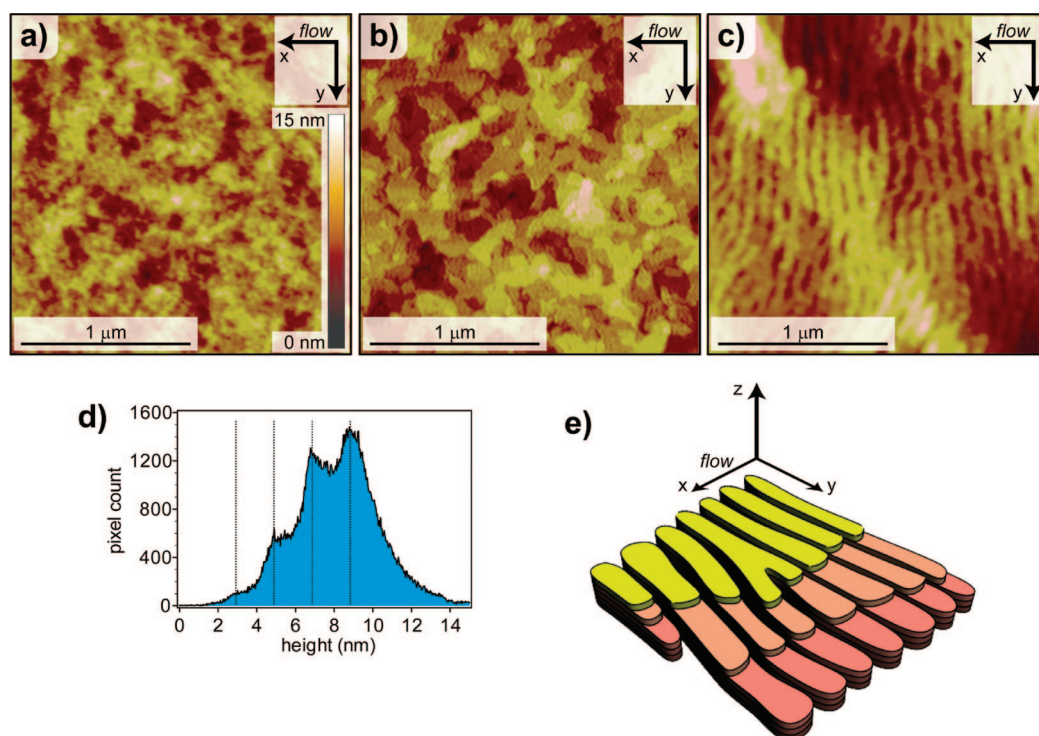 a)
flow
x
y
15 nm
0 nm
1 μm
b)
flow
x
y
1 μm
c)
flow
x
y
1 μm
d)
pixel count
1600
1200
800
400
0
0 2 4 6 8 10 12 14
height (nm)
e)
z
flow
x
y